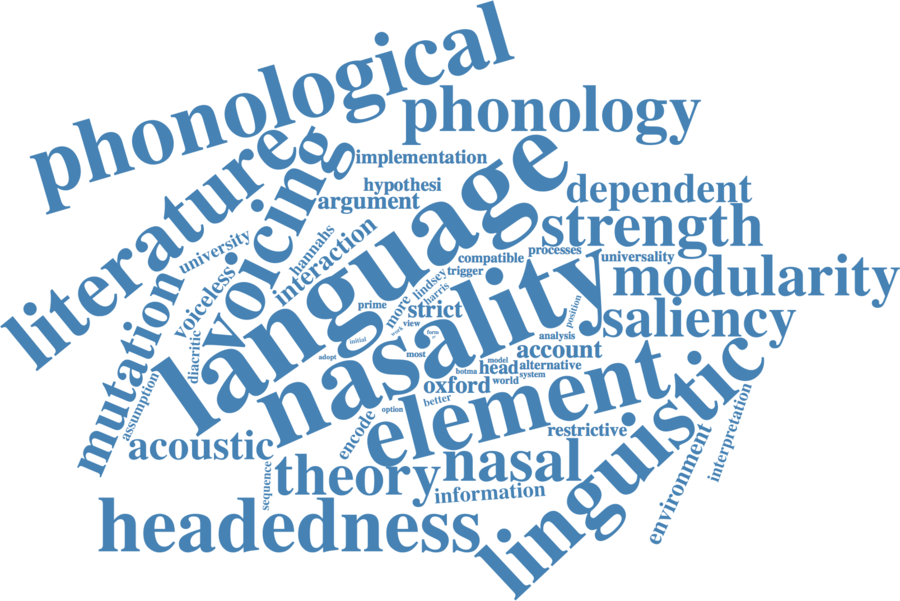 phonological
phonology
literature
voicing
implementation
hypothesi
argument
language
dependent
strength
university
hannahs
interaction
compatible
processes
universality
trigger
lindsey
harris
modularity
mutation
voiceless
diacritic
prime
more
strict
view
work
form
initial
nasality
position
saliency
adopt
most
analysis
account
model
head
alternative
botma
world
system
oxford
assumption
acoustic
encode
option
better
element
restrictive
linguistic
interpretation
environment
sequence
theory
nasal
information
headedness